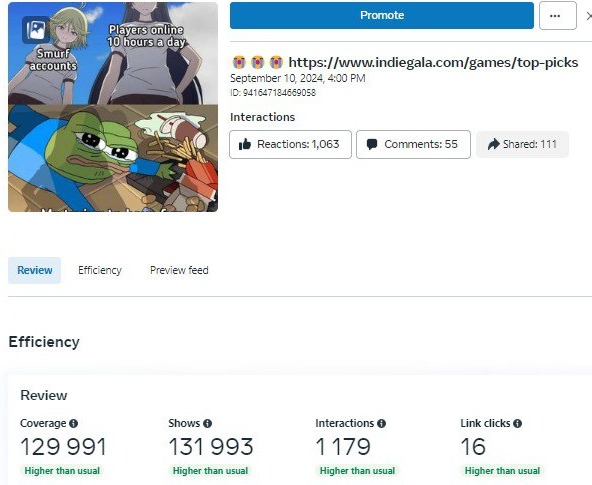 Promote
Players online
10 hours a day
Smurf
accounts
https://www.indiegala.com/games/top-picks
September 10, 2024, 4:00 PM
ID: 941647184669058
Interactions
Reactions: 1,063
Comments: 55
Shared: 111
Review
Efficiency
Preview feed
Efficiency
Review
Coverage
Shows
Interactions
Link clicks
129 991
131 993
1 179
16
Higher than usual
Higher than usual
Higher than usual
Higher than usual